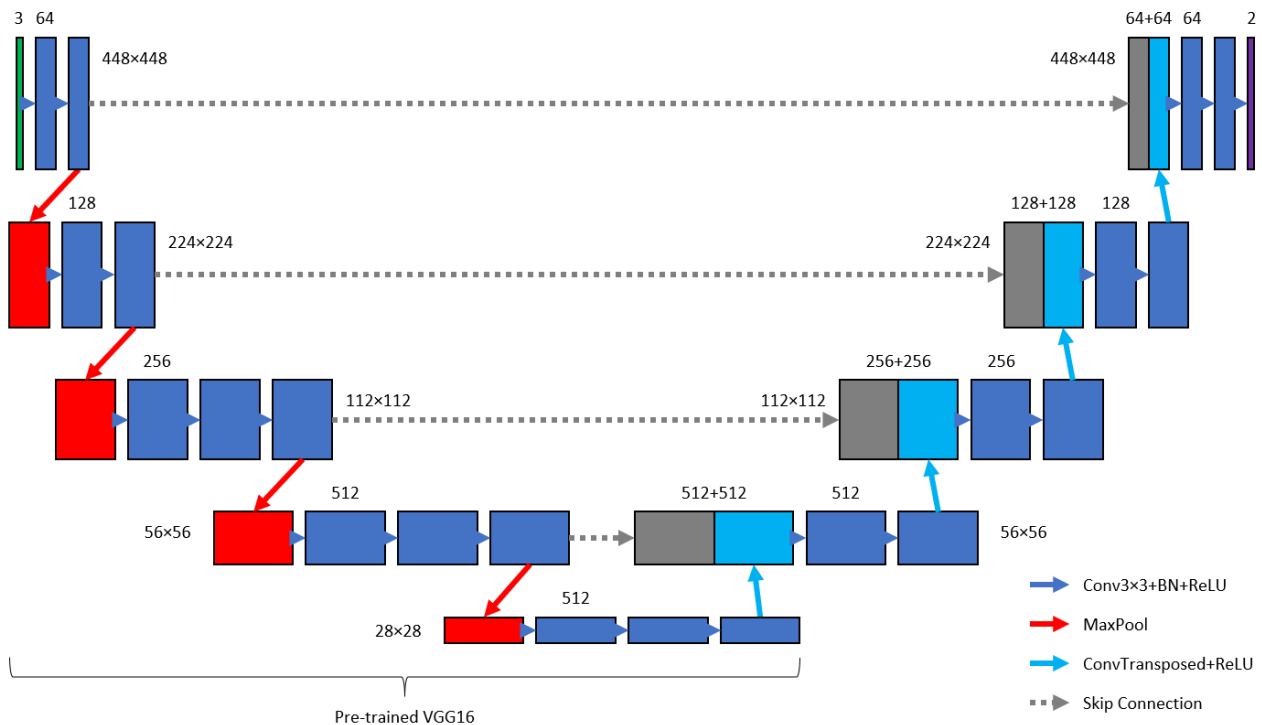 3 64
64+64 64 2
448×448
448×448
128
128+128 128
224×224
224×224
256
256+256 256
112×112
112×112
512
512+512 512
56×56
56×56
512
28×28
Conv3×3+BN+ReLU
MaxPool
ConvTransposed+ReLU
Skip Connection
Pre-trained VGG16